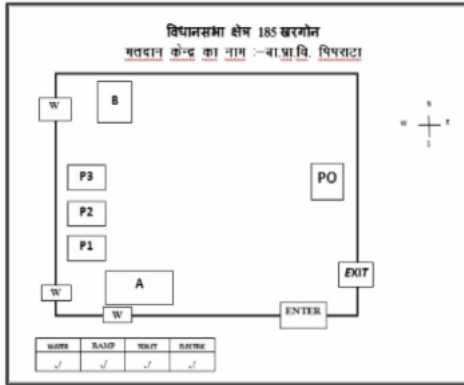 विधानसभा क्षेत्र 185 खरगोन
मतदान केन्द्र का नाम :–बा.प्रा.वि. पिपराटा
W
B
N
W E
S
P3
PO
P2
P1
EXIT
A
W
W
ENTER
WATER RAMP TOILET ELECTRIC
√ √ √ √